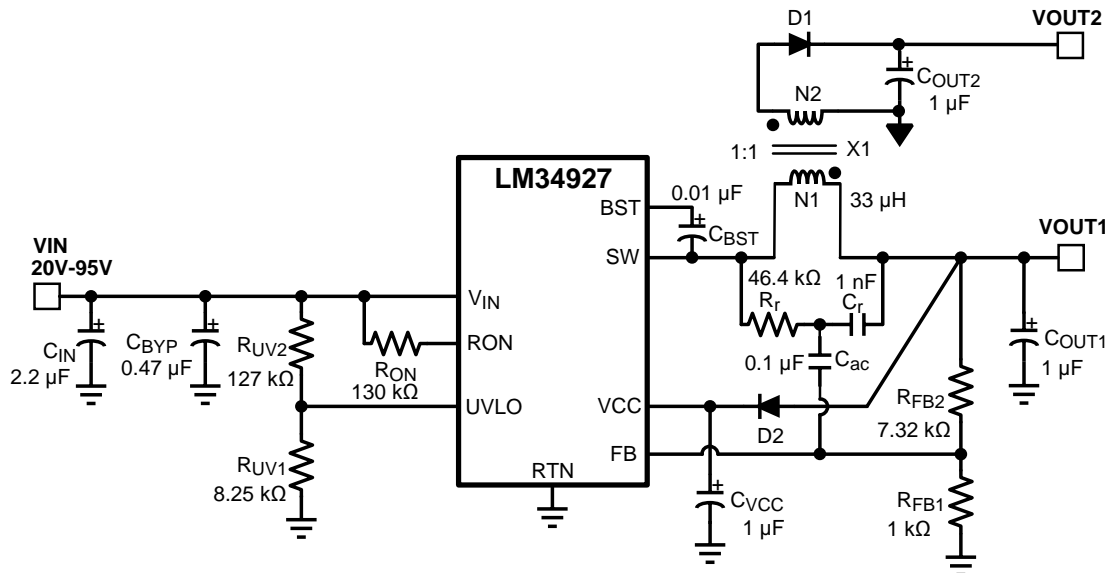 D1
VOUT2
+
COUT2
1 µF
N2
1:1
X1
LM34927
0.01 µF
N1
33 µH
BST
+
CBST
VOUT1
VIN
20V-95V
SW
46.4 kΩ
1 nF
Rr
Cr
VIN
+
CIN
2.2 µF
+
CBYP
0.47 µF
RUV2
127 kΩ
RON
RON
130 kΩ
0.1 µF
Cac
+
COUT1
1 µF
UVLO
VCC
D2
RFB2
7.32 kΩ
FB
RUV1
8.25 kΩ
RTN
+
CVCC
1 µF
RFB1
1 kΩ